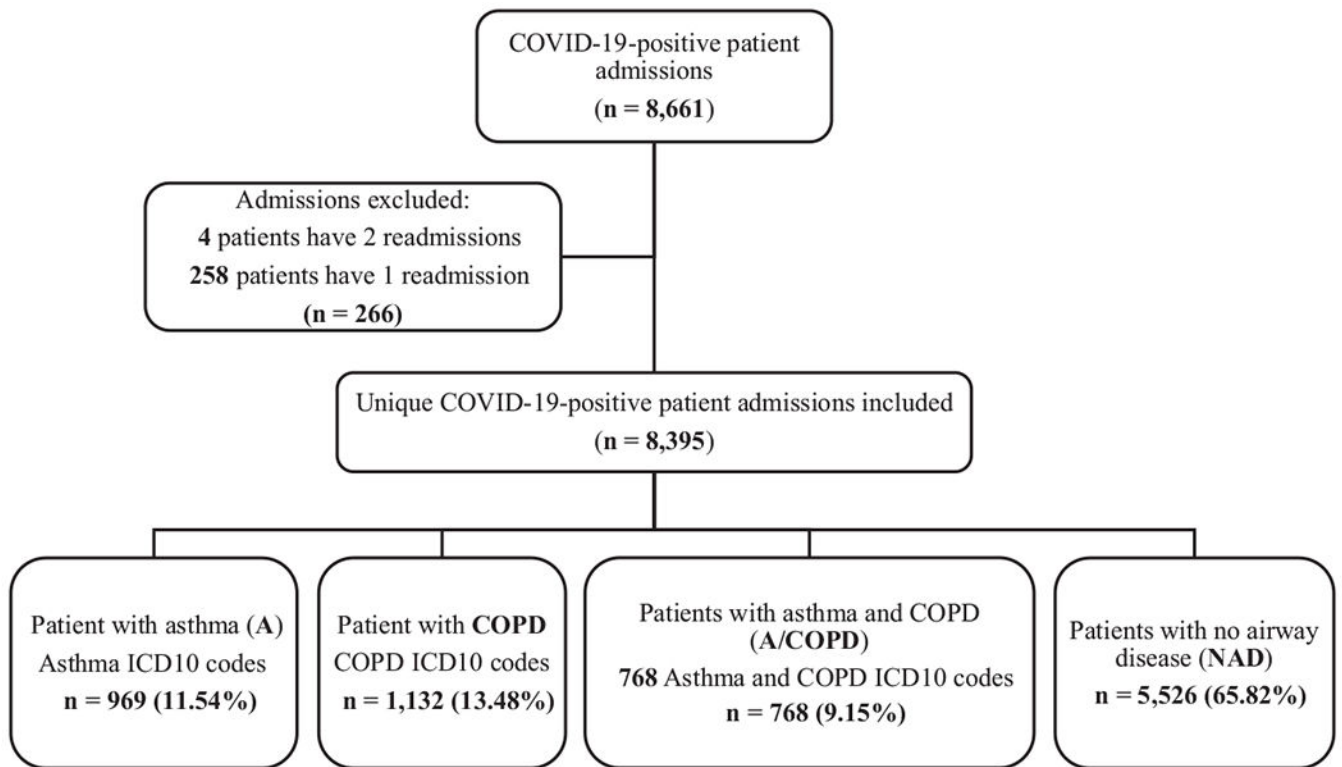 COVID-19-positive patient
admissions
(n = 8,661)
Admissions excluded:
4 patients have 2 readmissions
258 patients have 1 readmission
(n = 266)
Unique COVID-19-positive patient admissions included
(n = 8,395)
Patient with asthma (A)
Asthma ICD10 codes
n = 969 (11.54%)
Patient with COPD
COPD ICD10 codes
n = 1,132 (13.48%)
Patients with asthma and COPD
(A/COPD)
768 Asthma and COPD ICD10 codes
n = 768 (9.15%)
Patients with no airway
disease (NAD)
n = 5,526 (65.82%)